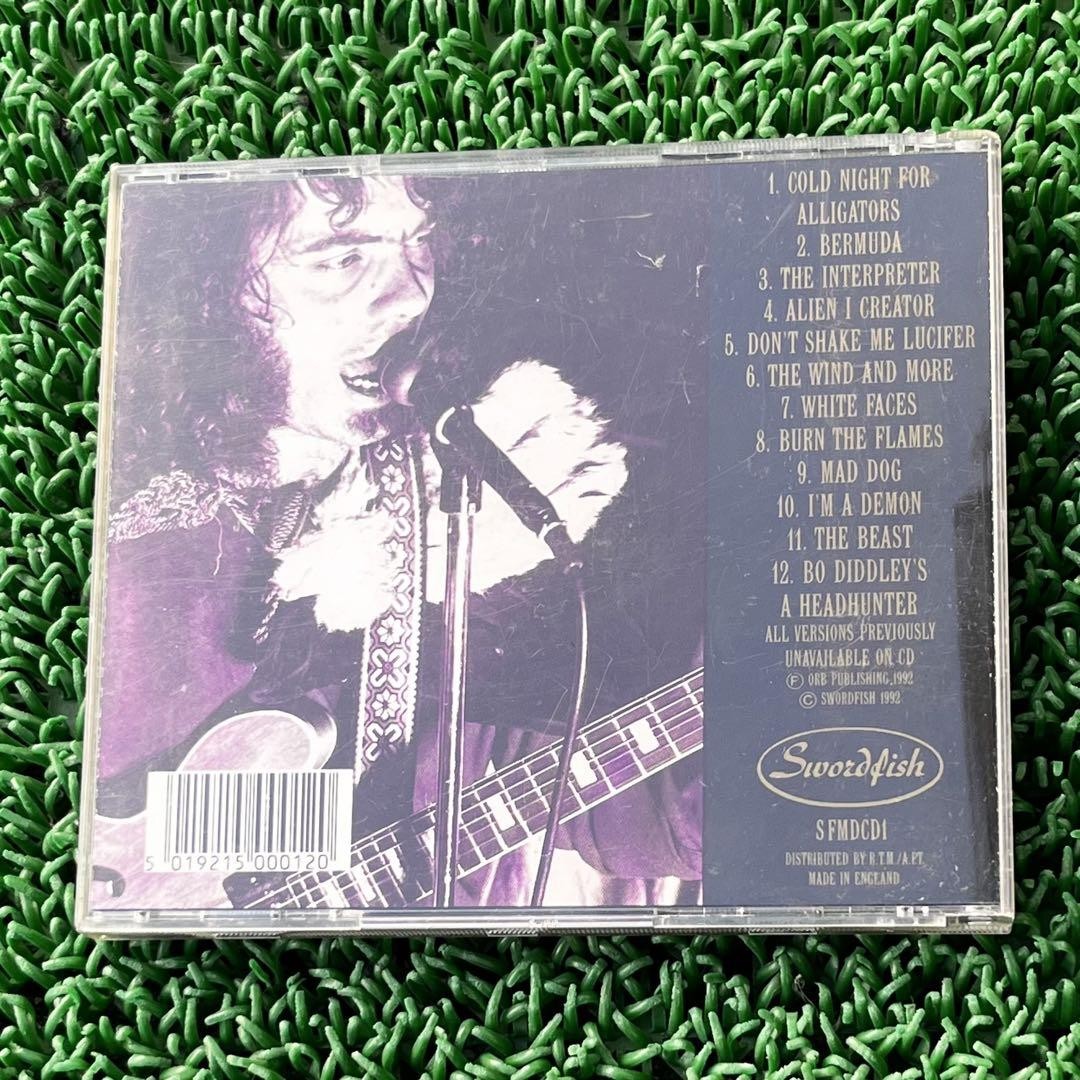 1. COLD NIGHT FOR
ALLIGATORS
2. BERMUDA
3. THE INTERPRETER
4. ALIEN I CREATOR
5. DON'T SHAKE ME LUCIFER
6. THE WIND AND MORE
7. WHITE FACES
8. BURN THE FLAMES
9. MAD DOG
10. I'M A DEMON
11. THE BEAST
12. BO DIDDLEY'S
A HEADHUNTER
ALL VERSIONS PREVIOUSLY
UNAVAILABLE ON CD
Ⓕ ORB PUBLISHING 1992
© SWORDFISH 1992
Swordfish
SFMDCD1
DISTRIBUTED BY R.T.M./A.P.T.
MADE IN ENGLAND
5 019215 000120